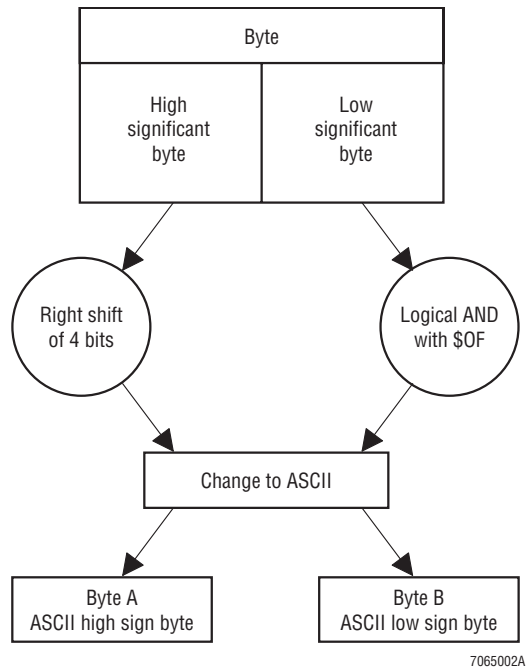 Byte
High
significant
byte
Low
significant
byte
Right shift
of 4 bits
Logical AND
with $OF
Change to ASCII
Byte A
ASCII high sign byte
Byte B
ASCII low sign byte
7065002A